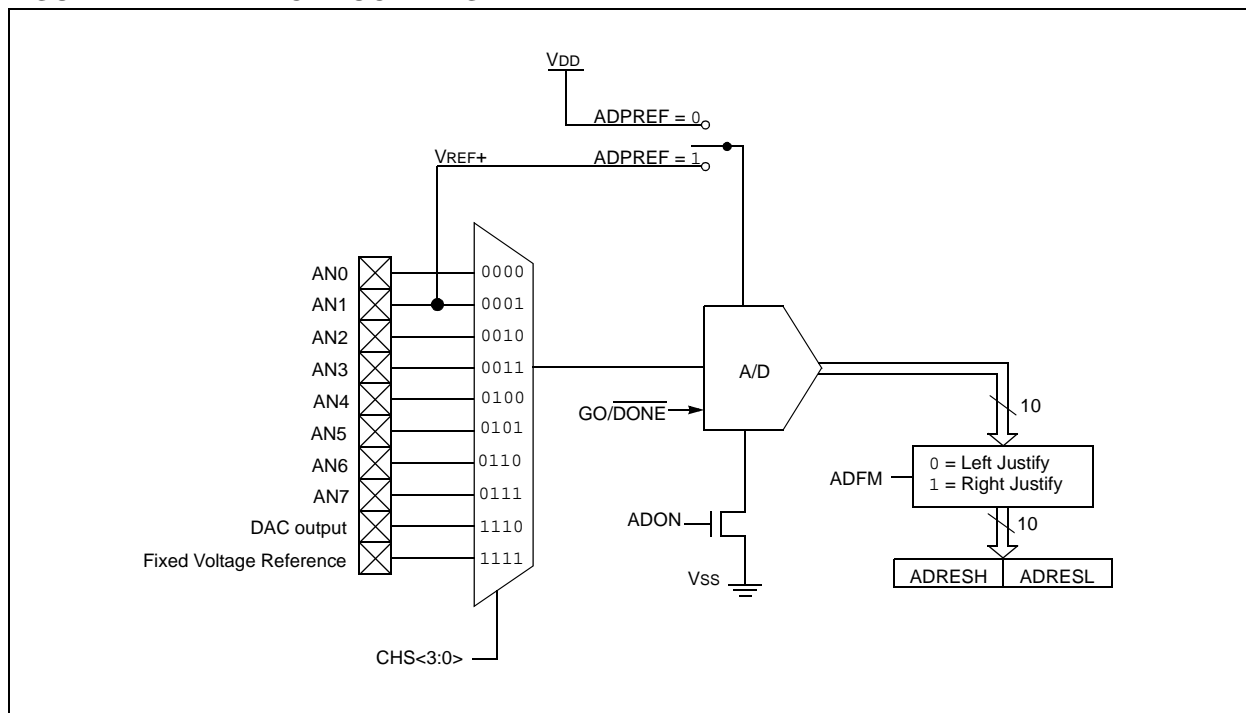 VDD
ADPREF = 0
VREF+
ADPREF = 1
AN0
0000
AN1
0001
AN2
0010
AN3
0011
AN4
0100
AN5
0101
AN6
0110
AN7
0111
DAC output
1110
Fixed Voltage Reference
1111
CHS<3:0>
A/D
GO/DONE
ADON
VSS
10
ADFM
0 = Left Justify
1 = Right Justify
10
ADRESH
ADRESL